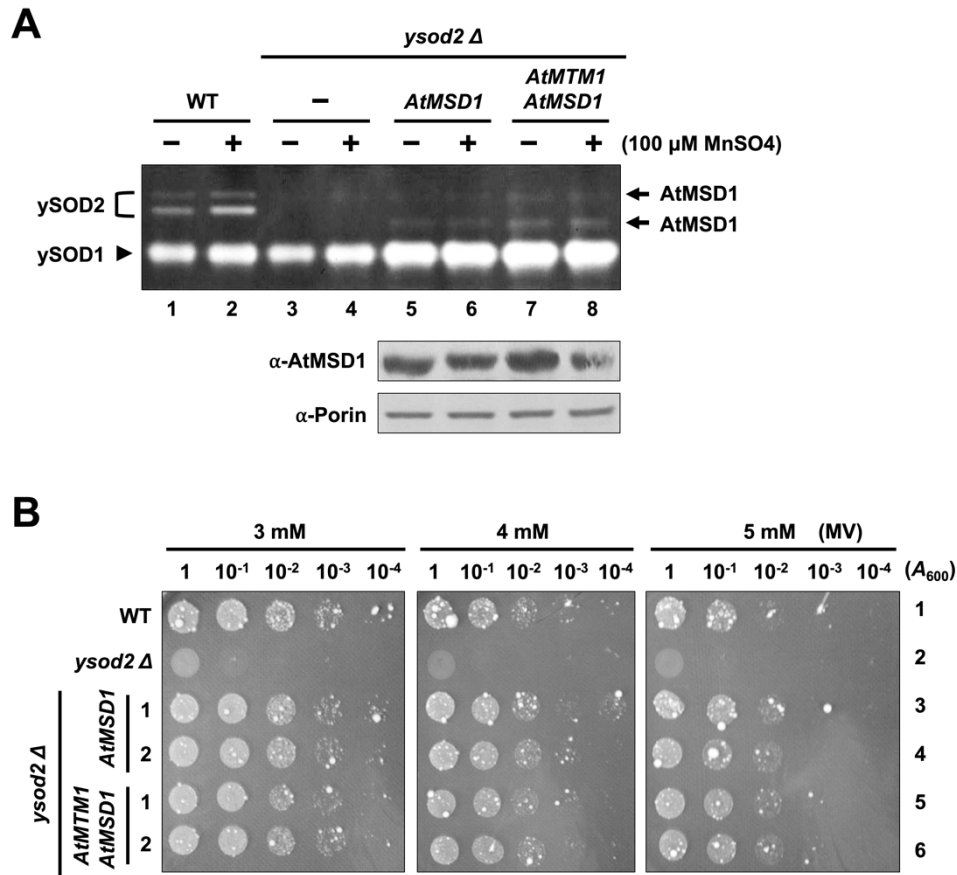 A
ysod2 Δ
WT
–
AtMSD1
AtMTM1
AtMSD1
– + – + – + – + (100 µM MnSO4)
ySOD2
AtMSD1
AtMSD1
ySOD1
1 2 3 4 5 6 7 8
α-AtMSD1
α-Porin
B
3 mM 4 mM 5 mM (MV)
1 10⁻¹ 10⁻² 10⁻³ 10⁻⁴ 1 10⁻¹ 10⁻² 10⁻³ 10⁻⁴ 1 10⁻¹ 10⁻² 10⁻³ 10⁻⁴ (A₆₀₀)
WT 1
ysod2 Δ 2
ysod2 Δ
AtMSD1
1 3
2 4
AtMTM1
AtMSD1
1 5
2 6